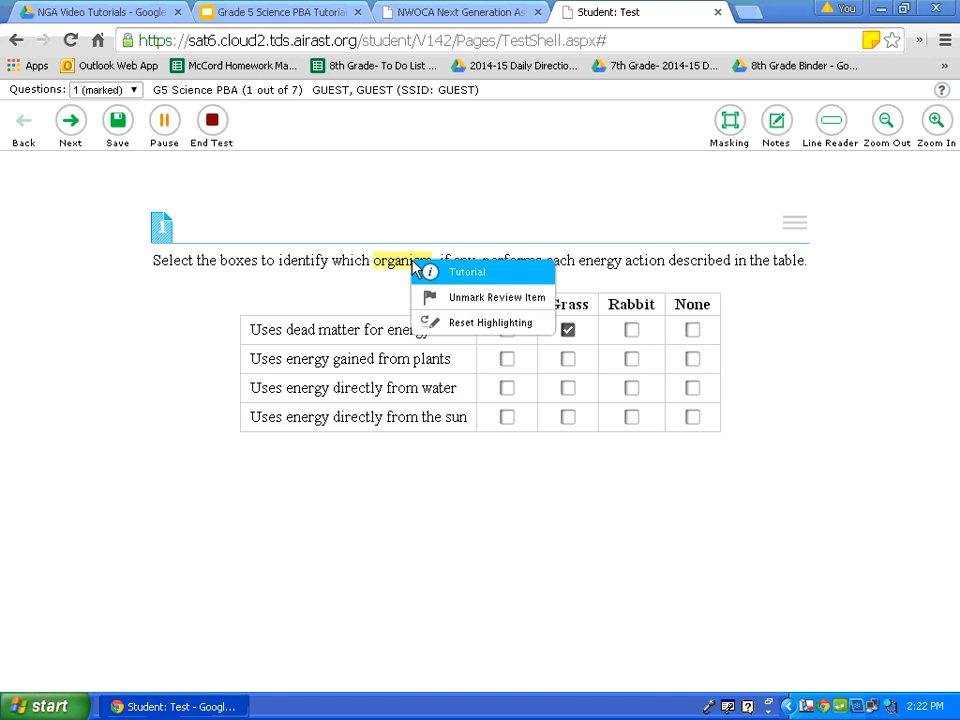 NGA Video Tutorials - Google
Grade 5 Science PBA Tutoria
NWOCA Next Generation As
Student: Test
You
https://sat6.cloud2.tds.airast.org/student/V142/Pages/TestShell.aspx#
Apps
Outlook Web App
McCord Homework Ma...
8th Grade- To Do List ...
2014-15 Daily Directio...
7th Grade- 2014-15 D...
8th Grade Binder - Go...
Questions: 1 (marked) G5 Science PBA (1 out of 7) GUEST, GUEST (SSID: GUEST)
Back Next Save Pause End Test Masking Notes Line Reader Zoom Out Zoom In
1
Select the boxes to identify which organism, if any, performs each energy action described in the table.
Tutorial
Unmark Review Item
Reset Highlighting
Grass Rabbit None
Uses dead matter for energy
Uses energy gained from plants
Uses energy directly from water
Uses energy directly from the sun
start
Student: Test - Googl...
2:22 PM